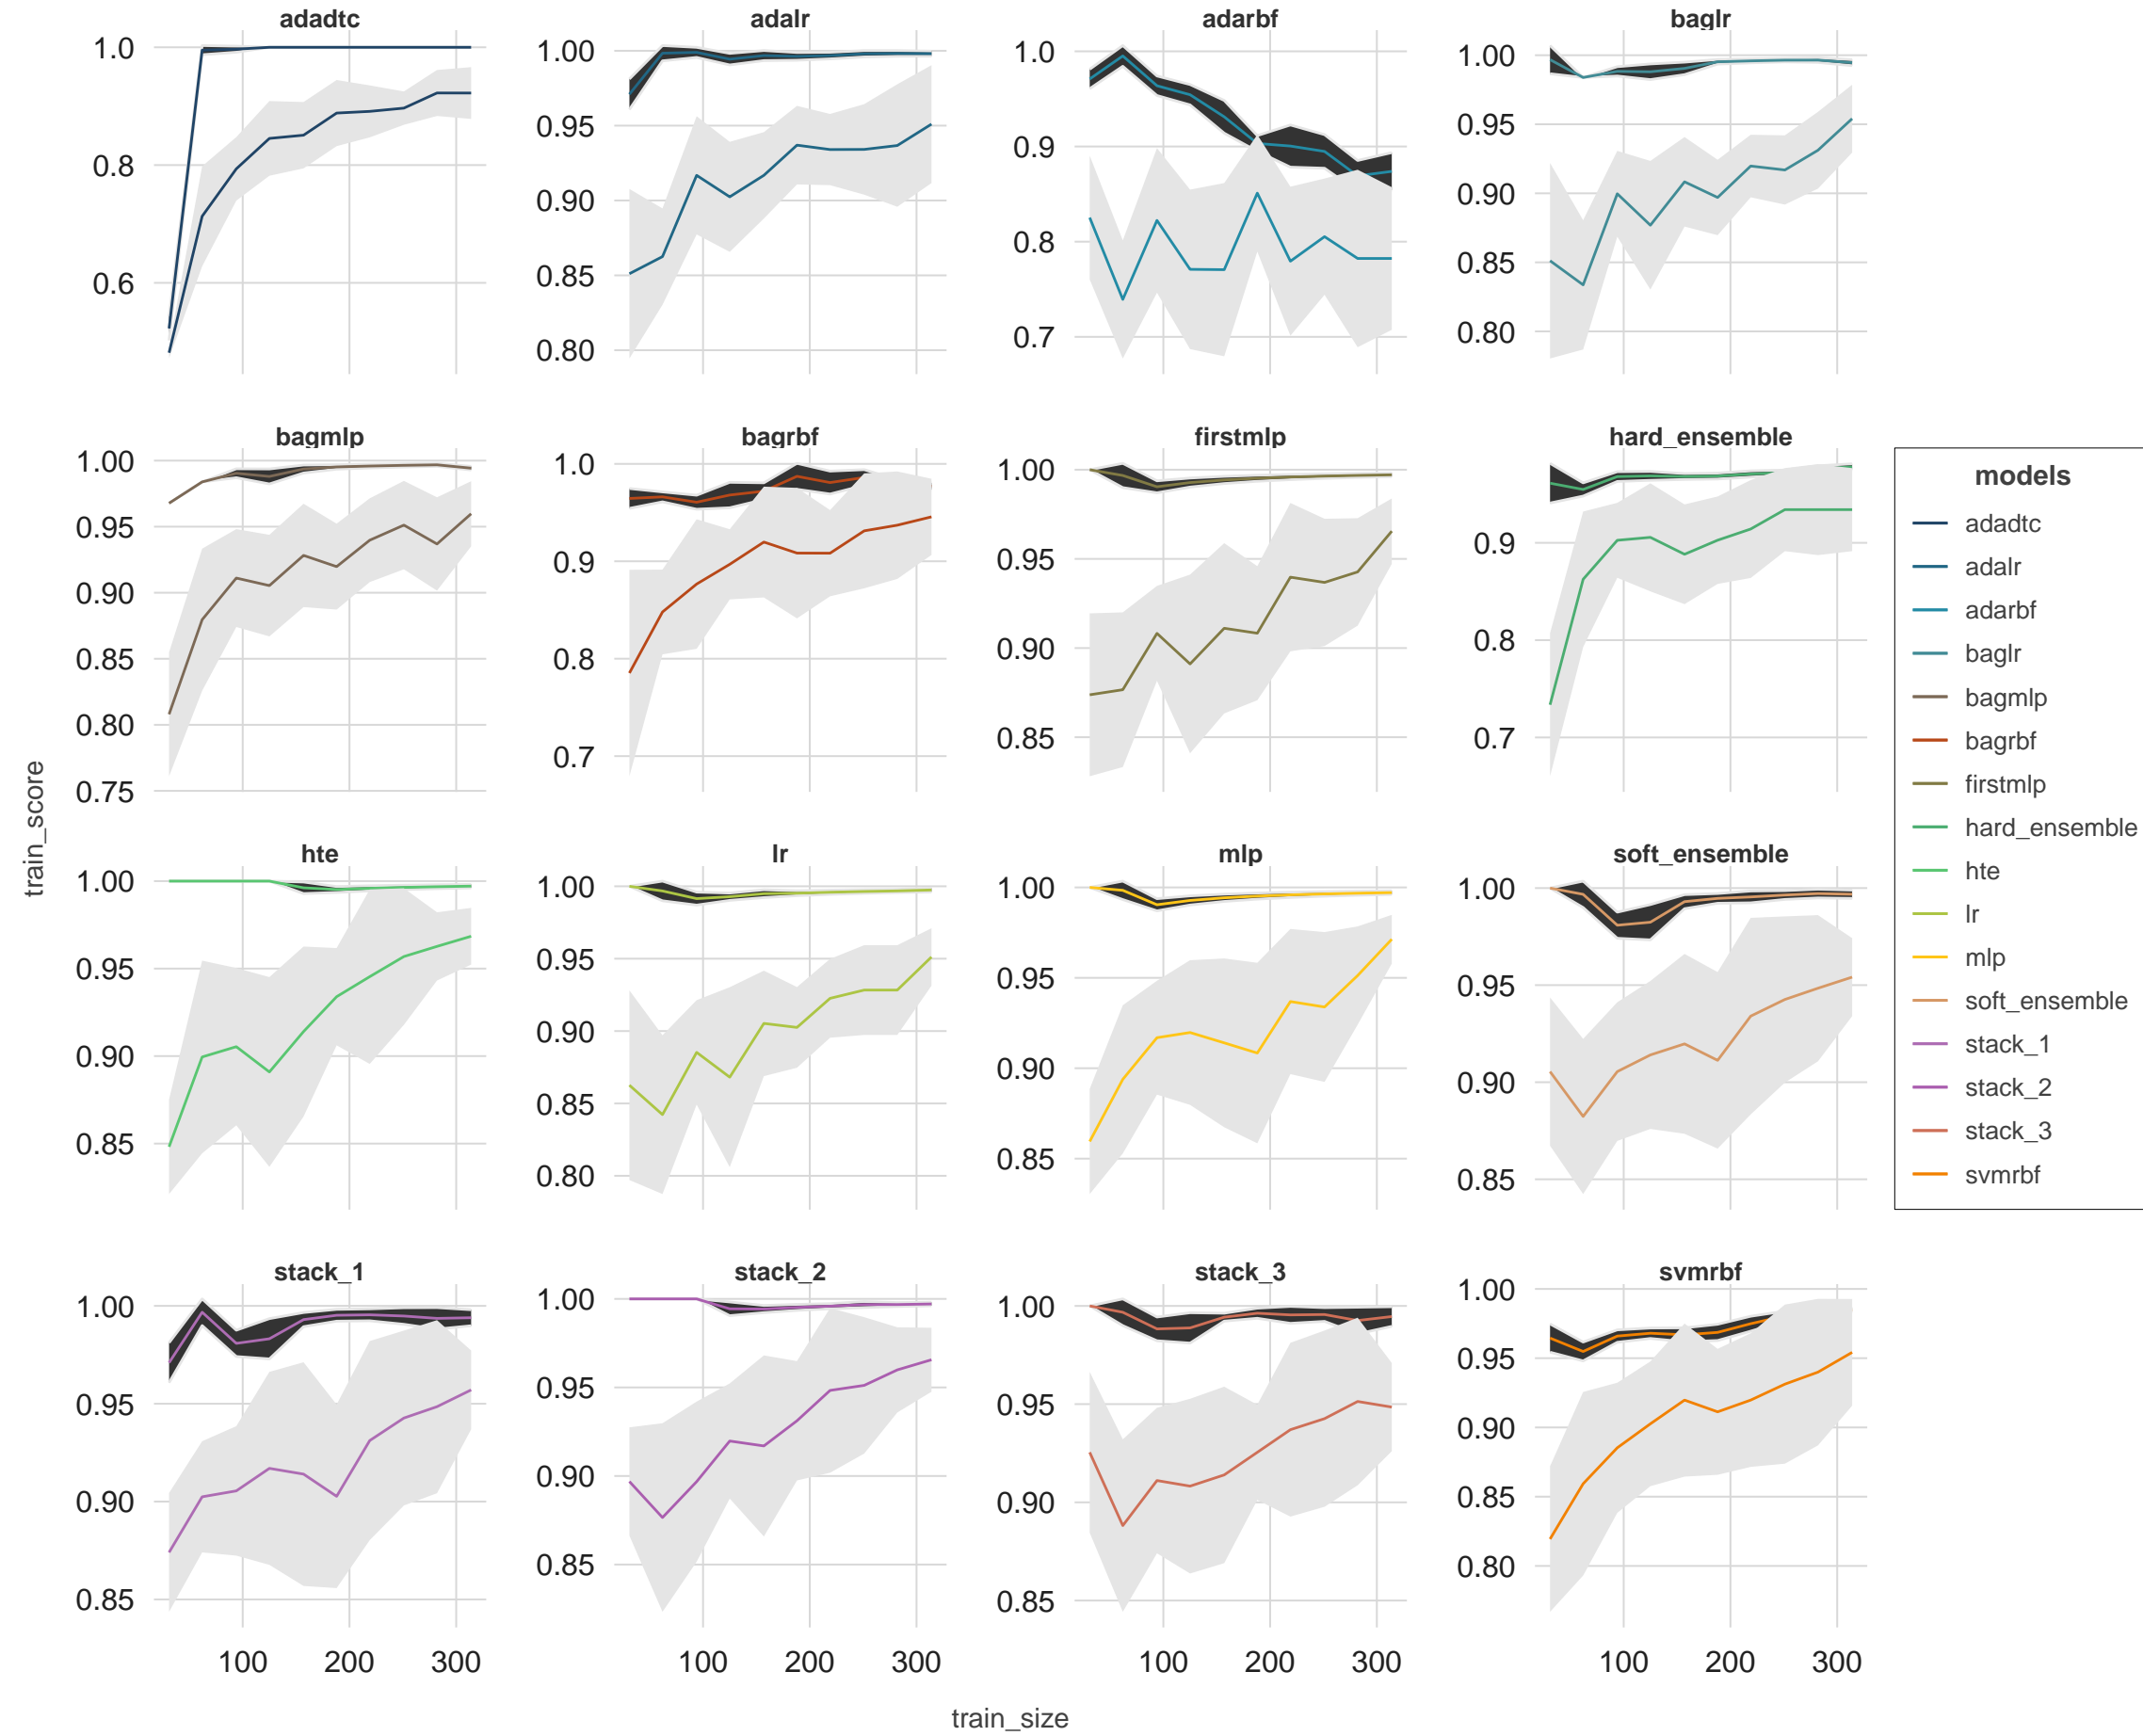 adadtc
adalr
adarbf
baglr
1.0
0.8
0.6
1.00
0.95
0.90
0.85
0.80
1.0
0.9
0.8
0.7
1.00
0.95
0.90
0.85
0.80
bagmlp
bagrbf
firstmlp
hard_ensemble
1.00
0.95
0.90
0.85
0.80
0.75
1.0
0.9
0.8
0.7
1.00
0.95
0.90
0.85
0.9
0.8
0.7
hte
lr
mlp
soft_ensemble
1.00
0.95
0.90
0.85
1.00
0.95
0.90
0.85
0.80
1.00
0.95
0.90
0.85
1.00
0.95
0.90
0.85
stack_1
stack_2
stack_3
svmrbf
1.00
0.95
0.90
0.85
1.00
0.95
0.90
0.85
1.00
0.95
0.90
0.85
1.00
0.95
0.90
0.85
0.80
100 200 300
100 200 300
100 200 300
100 200 300
train_size
train_score
models
adadtc
adalr
adarbf
baglr
bagmlp
bagrbf
firstmlp
hard_ensemble
hte
lr
mlp
soft_ensemble
stack_1
stack_2
stack_3
svmrbf